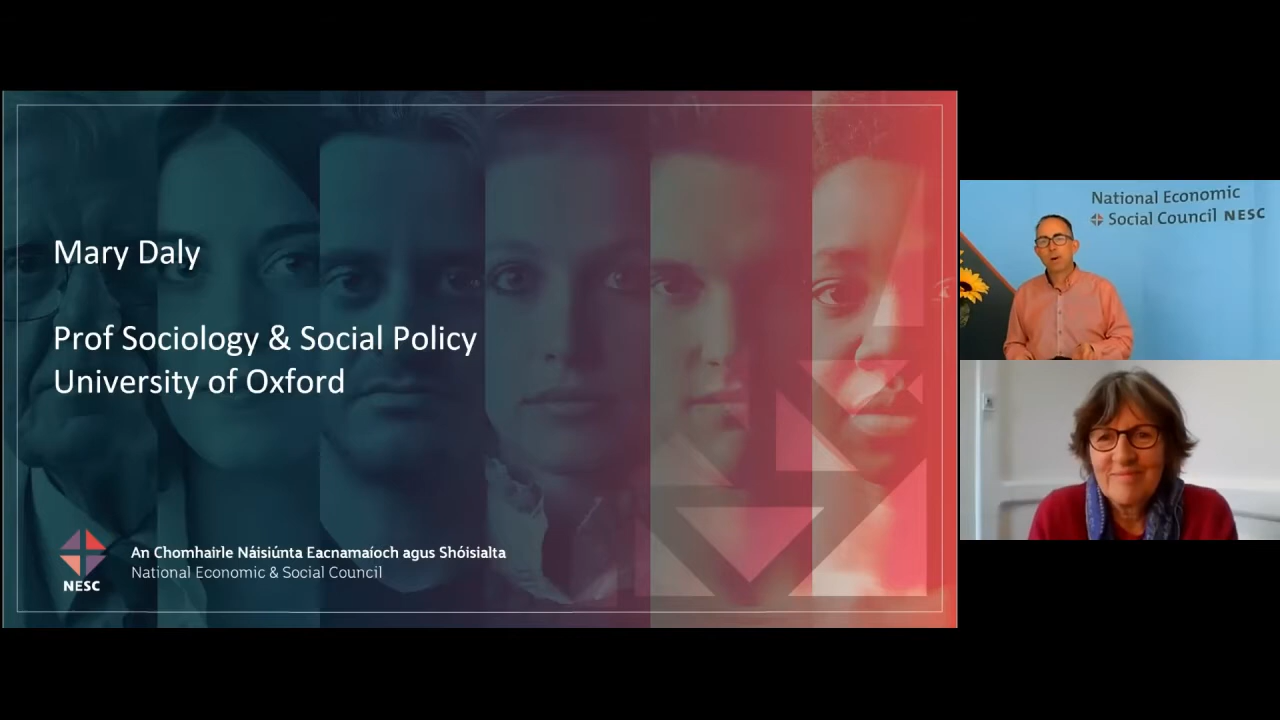 Mary Daly
Prof Sociology & Social Policy
University of Oxford
NESC
An Chomhairle Náisiúnta Eacnamaíoch agus Shóisialta
National Economic & Social Council
National Economic
Social Council NESC